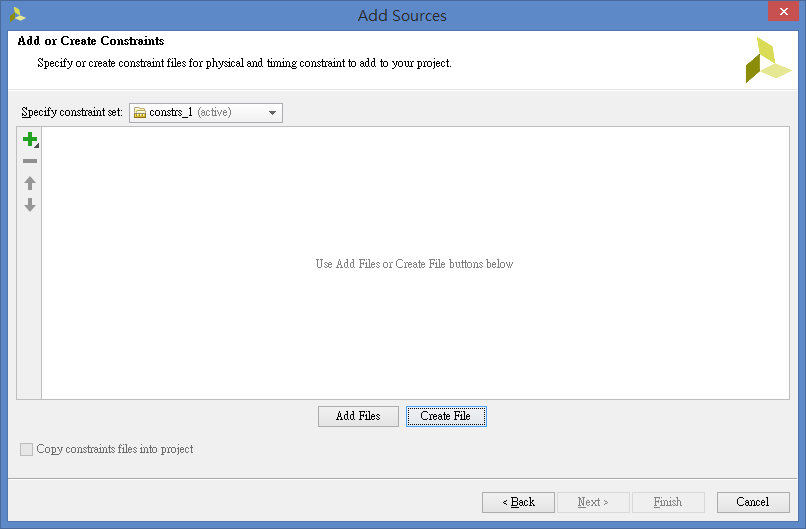 Add Sources
Add or Create Constraints
Specify or create constraint files for physical and timing constraint to add to your project.
Specify constraint set: constrs_1 (active)
Use Add Files or Create File buttons below
Add Files Create File
Copy constraints files into project
< Back Next > Finish Cancel